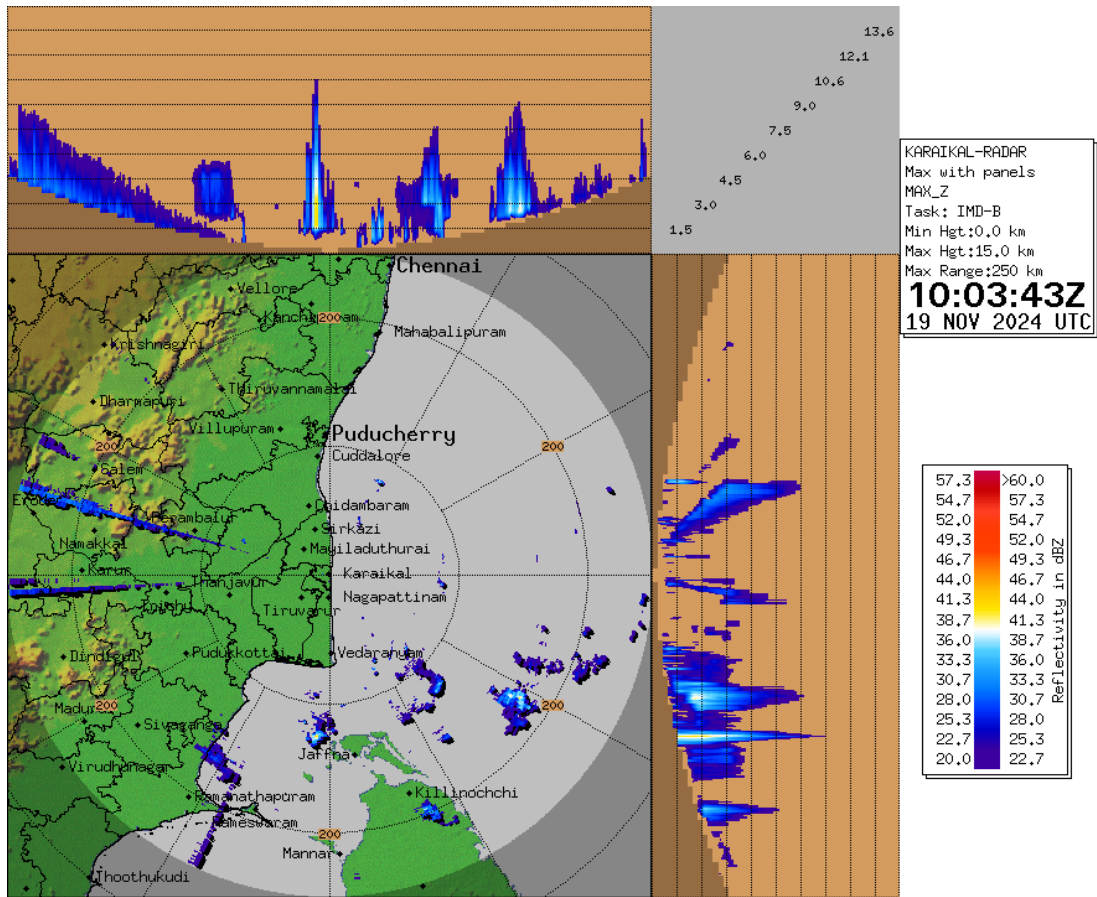 13.6
12.1
10.6
9.0
7.5
6.0
4.5
3.0
1.5
KARAIKAL-RADAR
Max with panels
MAX_Z
Task: IMD-B
Min Hgt:0.0 km
Max Hgt:15.0 km
Max Range:250 km
10:03:43Z
19 NOV 2024 UTC
Chennai
Vellore
200
Mahabalipuram
Krishnagiri
Thiruvannamalai
Dharmapuri
Villupuram
Puducherry
200
200
Cuddalore
Salem
Chidambaram
Perambalur
Sirkazi
Namakkal
Mayiladuthurai
Karur
Karaikal
Thanjavur
Nagapattinam
Tiruvarur
Pudukkottai
Vedaranyam
Dindigul
200
200
Sivaganga
Jaffna
Virudhunagar
Killinochchi
Ramanathapuram
Rameswaram
200
Mannar
Thoothukudi
57.3 >60.0
54.7 57.3
52.0 54.7
49.3 52.0
46.7 49.3
44.0 46.7
41.3 44.0
38.7 41.3
36.0 38.7
33.3 36.0
30.7 33.3
28.0 30.7
25.3 28.0
22.7 25.3
20.0 22.7
Reflectivity in dBZ